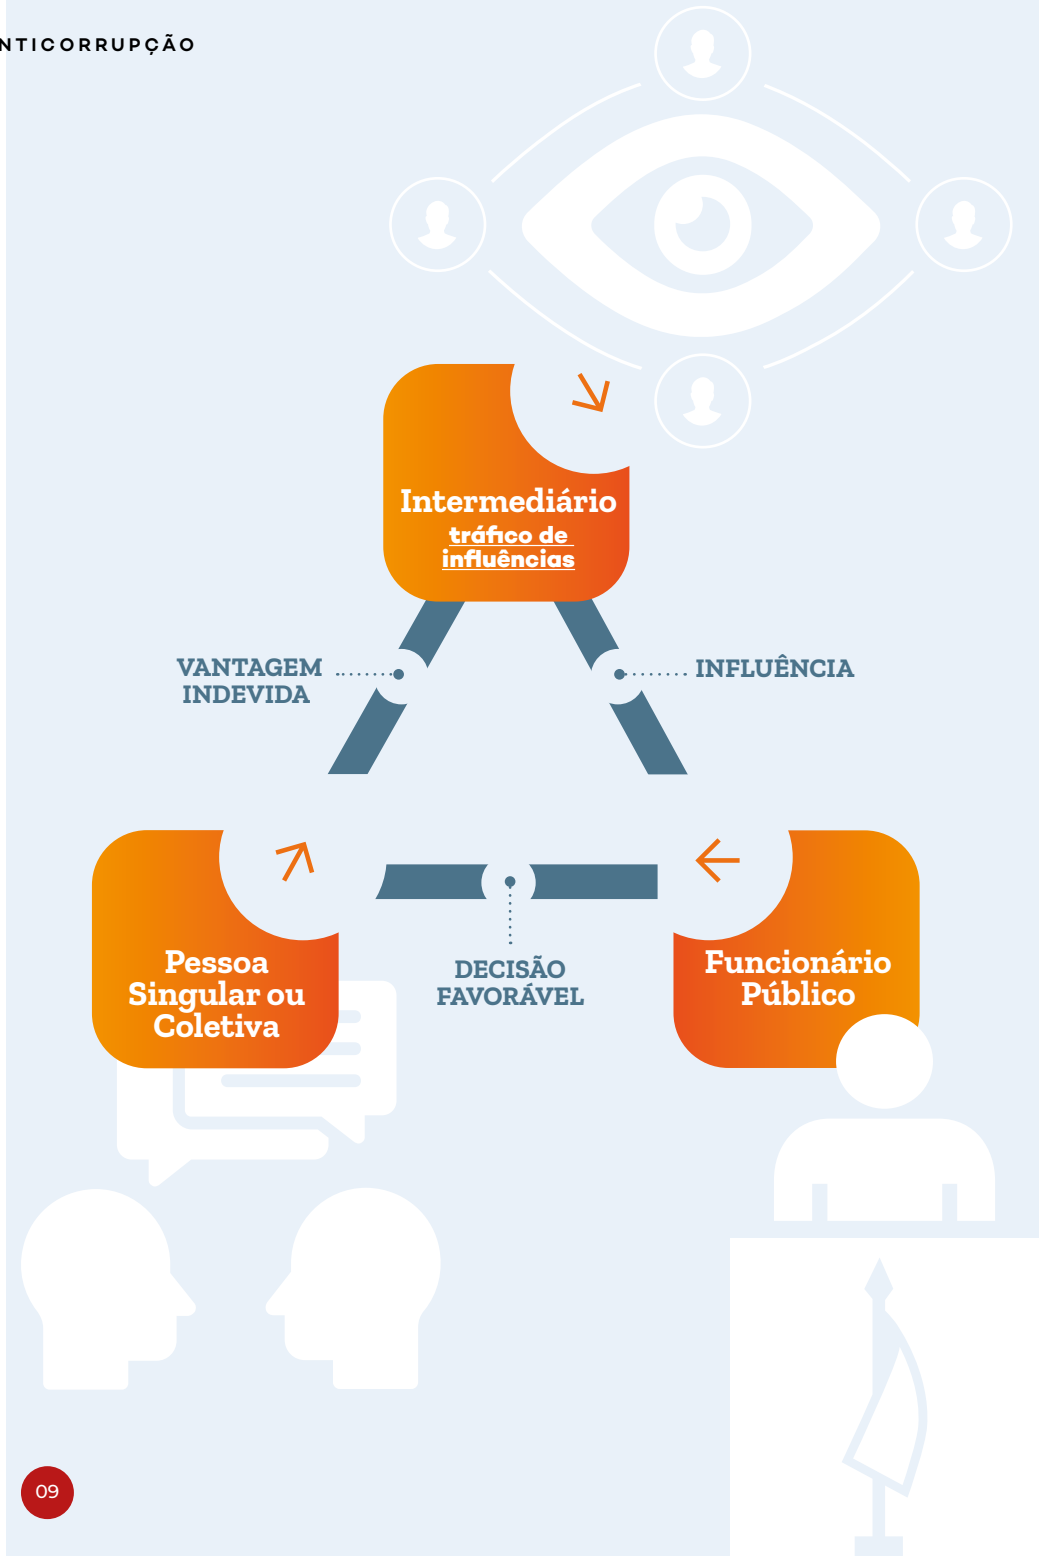 NTICORRUPÇÃO
Intermediário
tráfico de
influências
VANTAGEM
INDEVIDA
INFLUÊNCIA
DECISÃO
FAVORÁVEL
Pessoa
Singular ou
Coletiva
Funcionário
Público
09